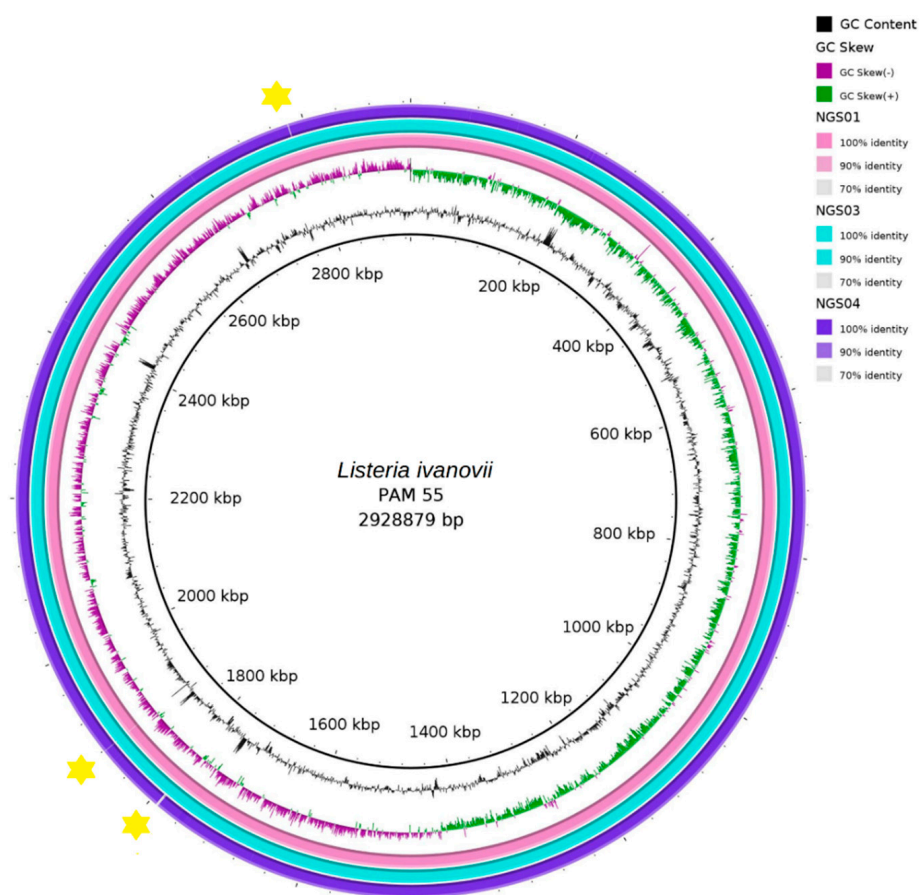 GC Content
GC Skew
GC Skew(-)
GC Skew(+)
NGS01
100% identity
90% identity
70% identity
NGS03
100% identity
90% identity
70% identity
NGS04
100% identity
90% identity
70% identity
2800 kbp
200 kbp
2600 kbp
400 kbp
2400 kbp
600 kbp
Listeria ivanovii
PAM 55
2928879 bp
2200 kbp
800 kbp
2000 kbp
1000 kbp
1800 kbp
1200 kbp
1600 kbp
1400 kbp